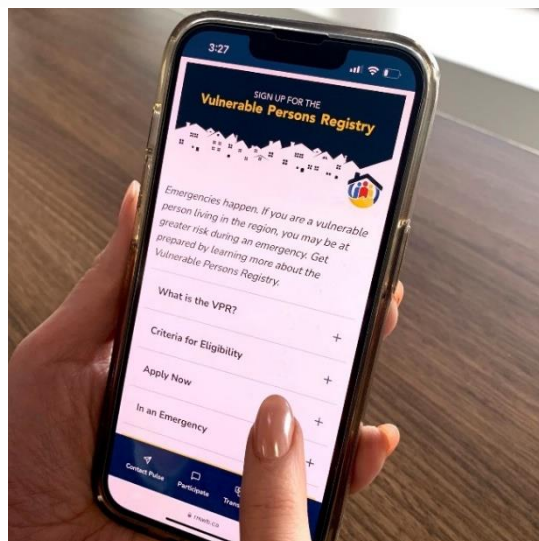 3:27
SIGN UP FOR THE
Vulnerable Persons Registry
Emergencies happen. If you are a vulnerable
person living in the region, you may be at
greater risk during an emergency. Get
prepared by learning more about the
Vulnerable Persons Registry.
What is the VPR?
+
Criteria for Eligibility
+
Apply Now
+
In an Emergency
+
Contact Pulse
Participate